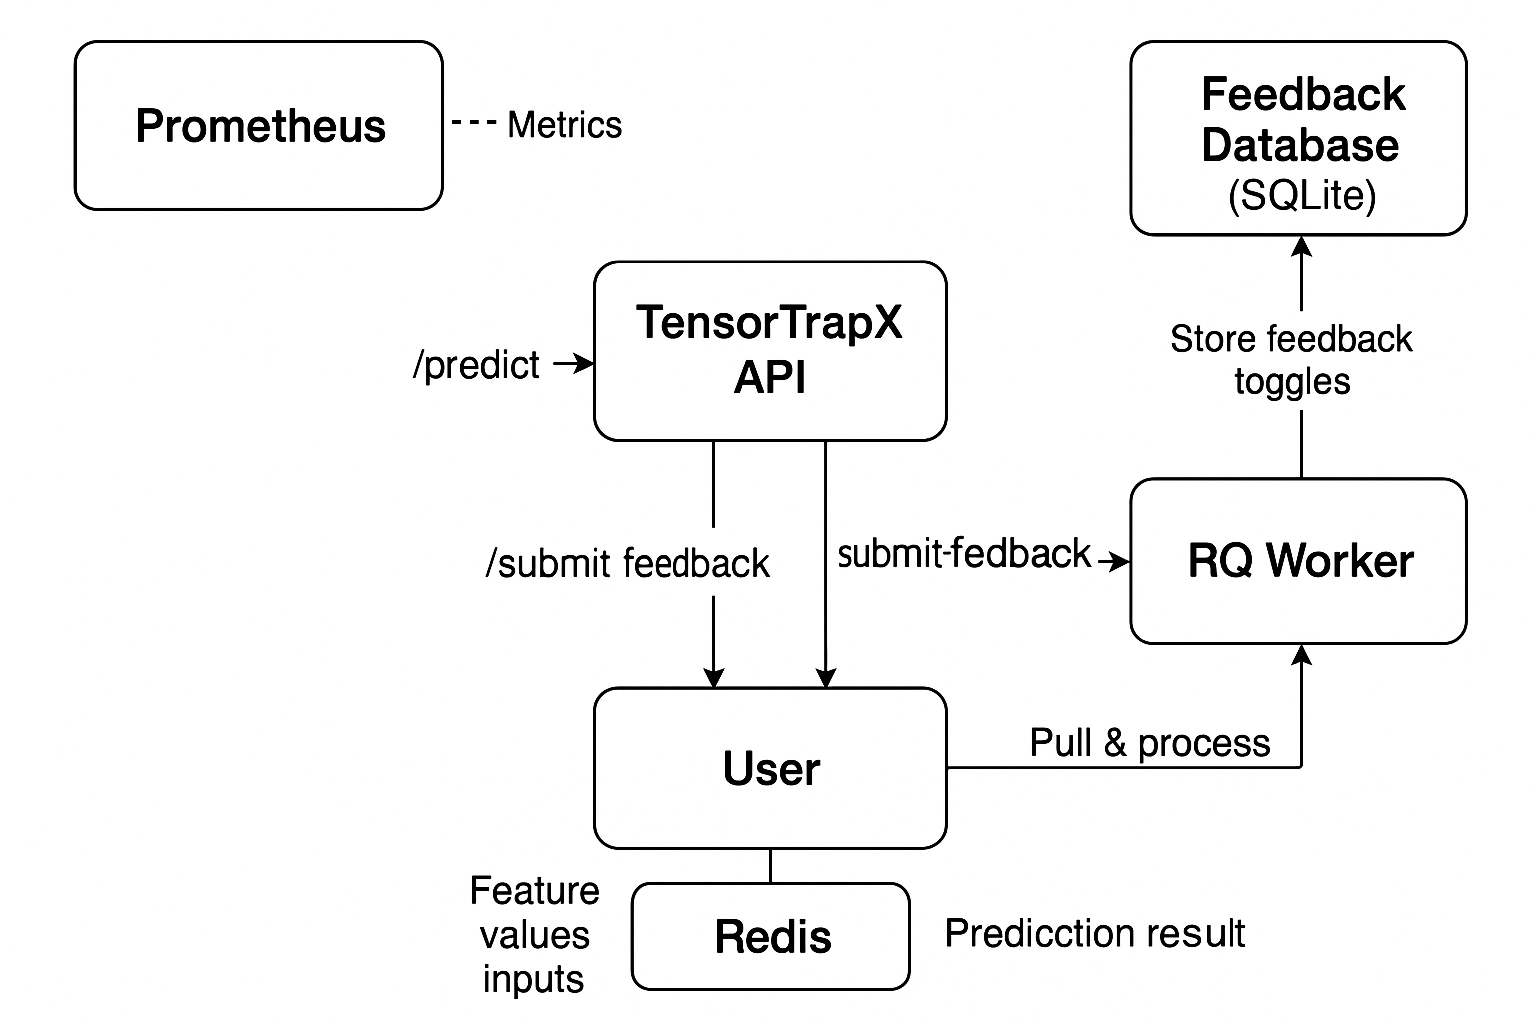 Prometheus
--- Metrics
Feedback
Database
(SQLite)
TensorTrapX
API
/predict
Store feedback
toggles
/submit feedback
submit-fedback
RQ Worker
User
Pull & process
Feature
values
inputs
Redis
Predicction result